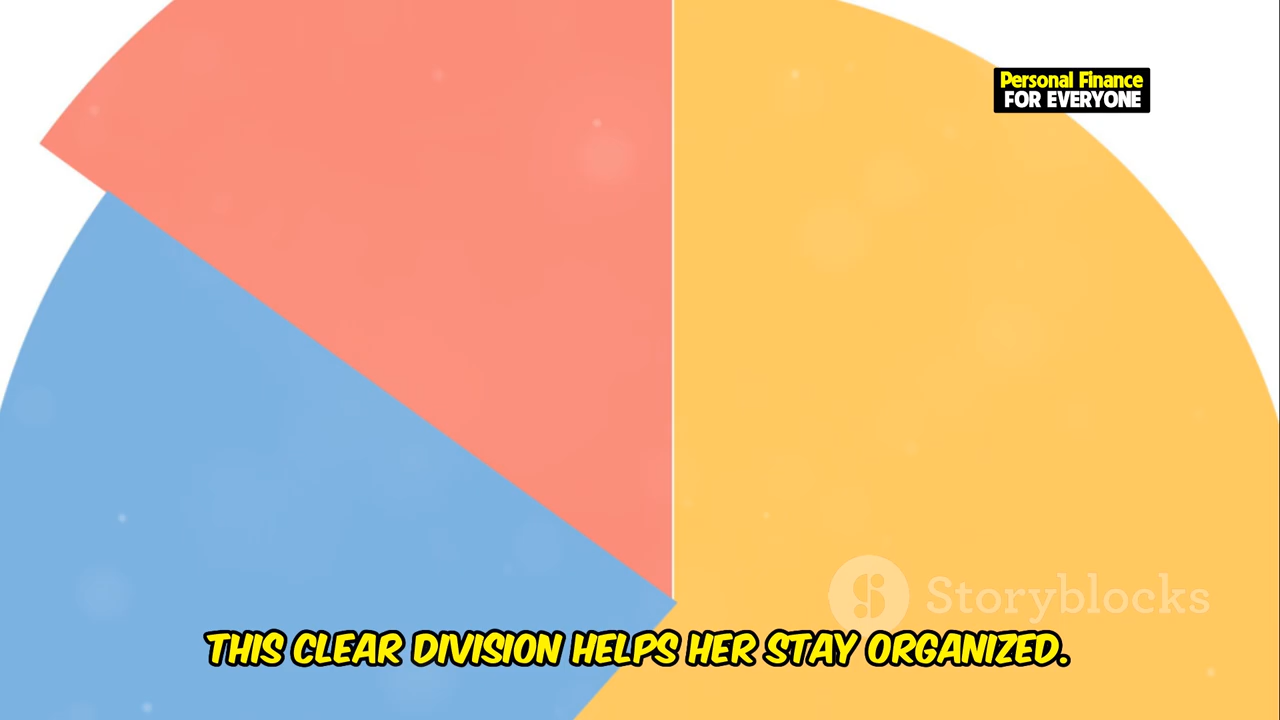 Personal Finance
FOR EVERYONE
Storyblocks
THIS CLEAR DIVISION HELPS HER STAY ORGANIZED.